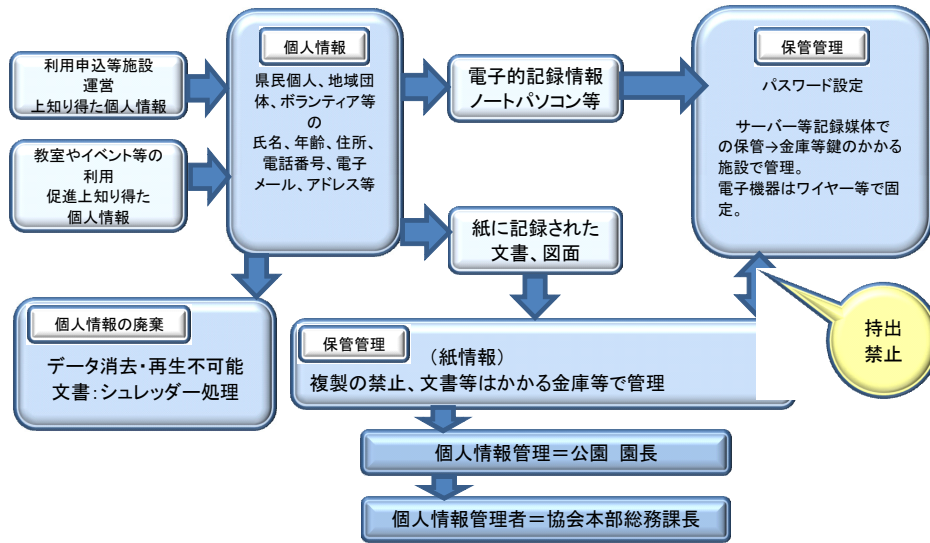 利用申込等施設
運営
上知り得た個人情報
教室やイベント等の
利用
促進上知り得た
個人情報
個人情報
県民個人、地域団
体、ボランティア等
の
氏名、年齢、住所、
電話番号、電子
メール、アドレス等
電子的記録情報
ノートパソコン等
紙に記録された
文書、図面
保管管理
パスワード設定
サーバー等記録媒体で
の保管→金庫等鍵のかかる
施設で管理。
電子機器はワイヤー等で固
定。
持出
禁止
個人情報の廃棄
データ消去・再生不可能
文書：シュレッダー処理
保管管理
（紙情報）
複製の禁止、文書等はかかる金庫等で管理
個人情報管理＝公園 園長
個人情報管理者＝協会本部総務課長